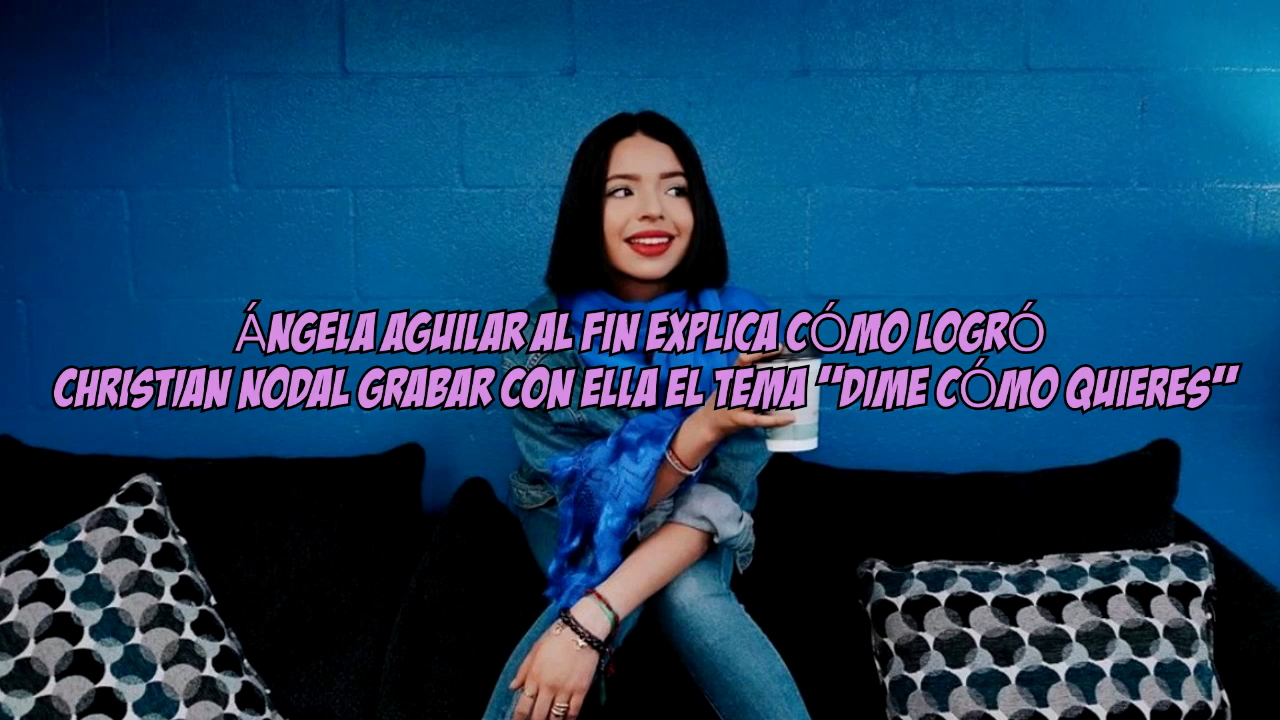 ÁNGELA AGUILAR AL FIN EXPLICA CÓMO LOGRÓ
CHRISTIAN NODAL GRABAR CON ELLA EL TEMA "DIME CÓMO QUIERES"